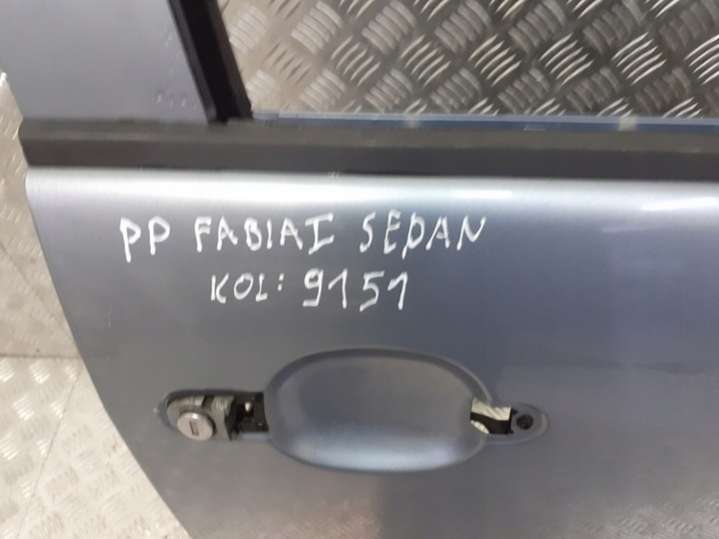 PP FABIA I SEDAN
KOL: 9151